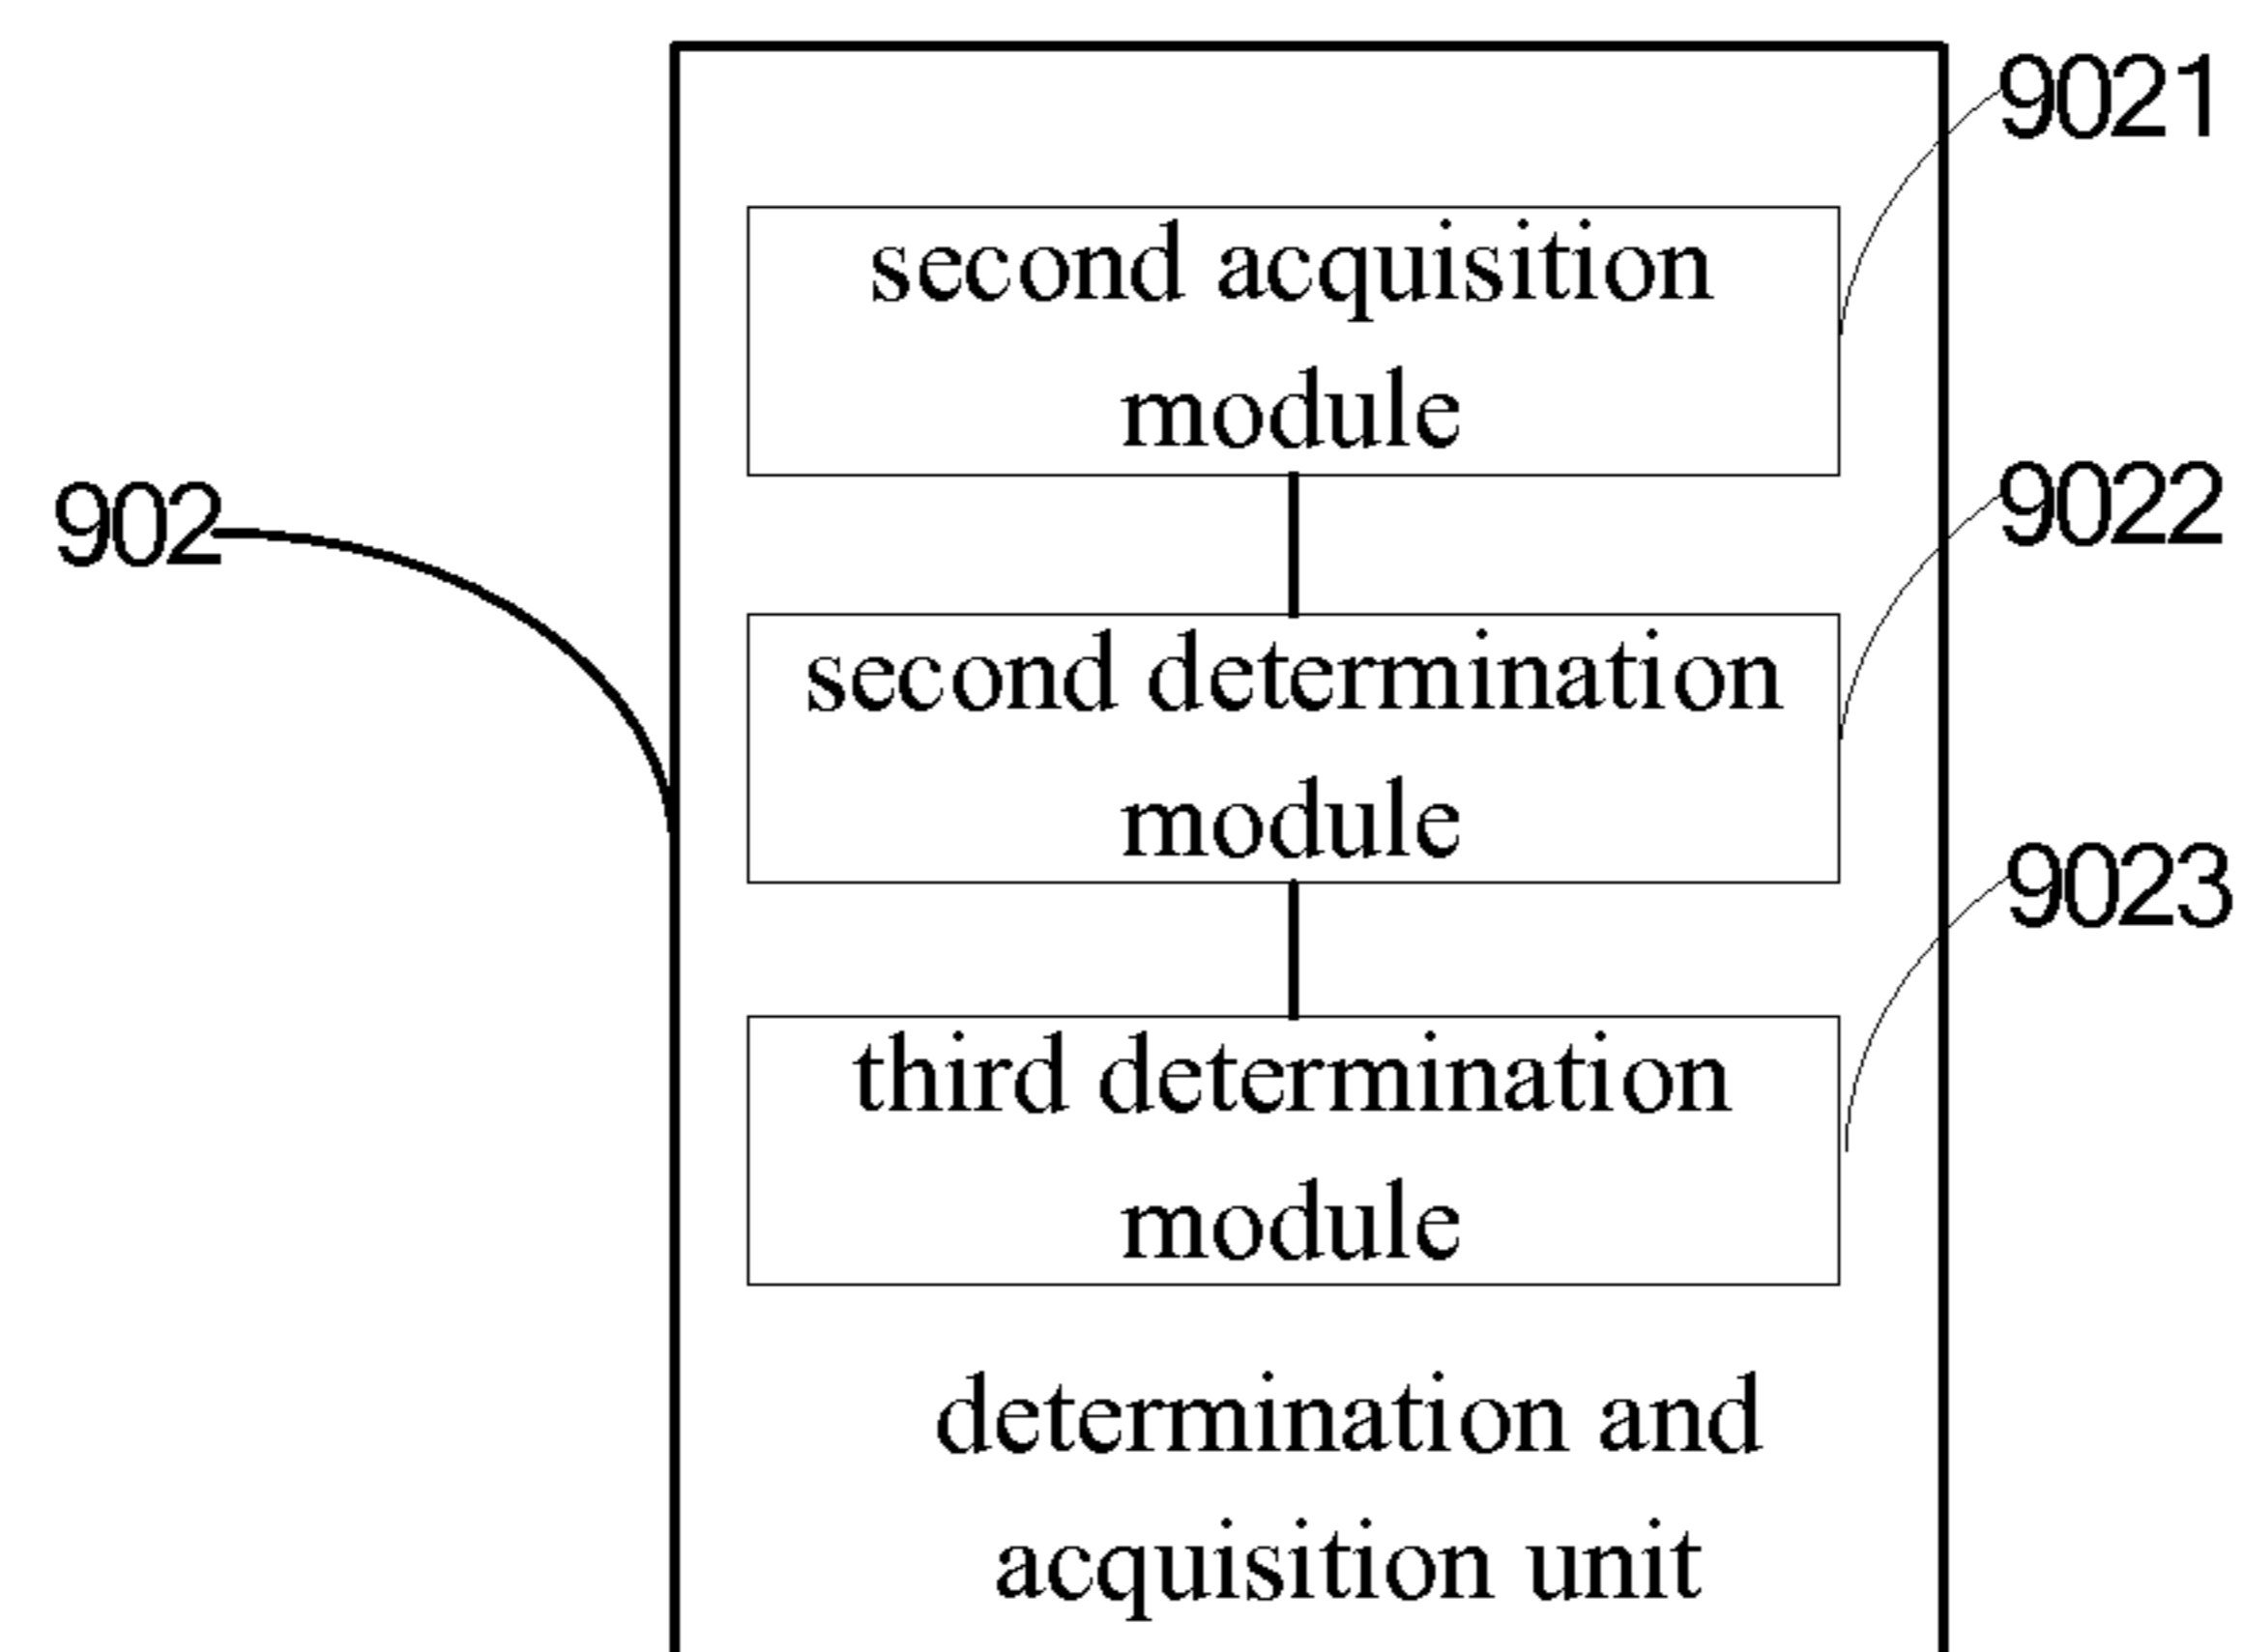 9021
second acquisition
module
902
9022
second determination
module
9023
third determination
module
determination and
acquisition unit